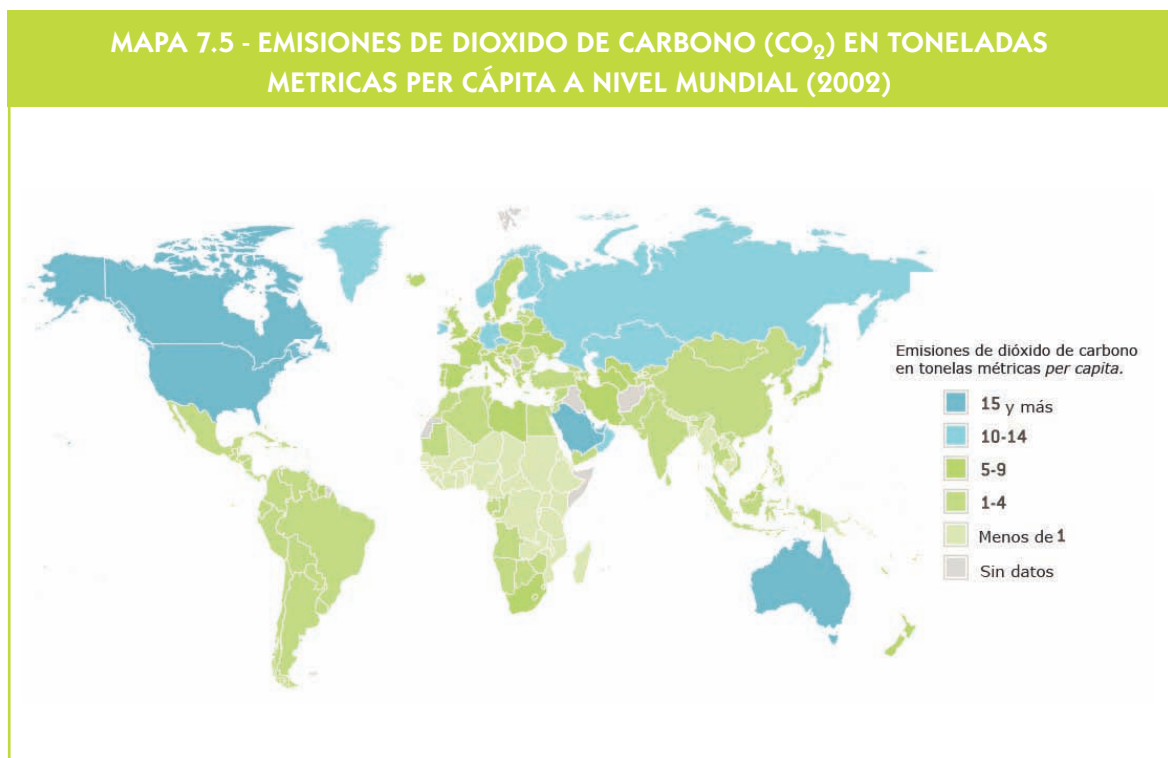 MAPA 7.5 - EMISIONES DE DIOXIDO DE CARBONO (CO₂) EN TONELADAS
METRICAS PER CÁPITA A NIVEL MUNDIAL (2002)
Emisiones de dióxido de carbono
en tonelas métricas per capita.
15 y más
10-14
5-9
1-4
Menos de 1
Sin datos